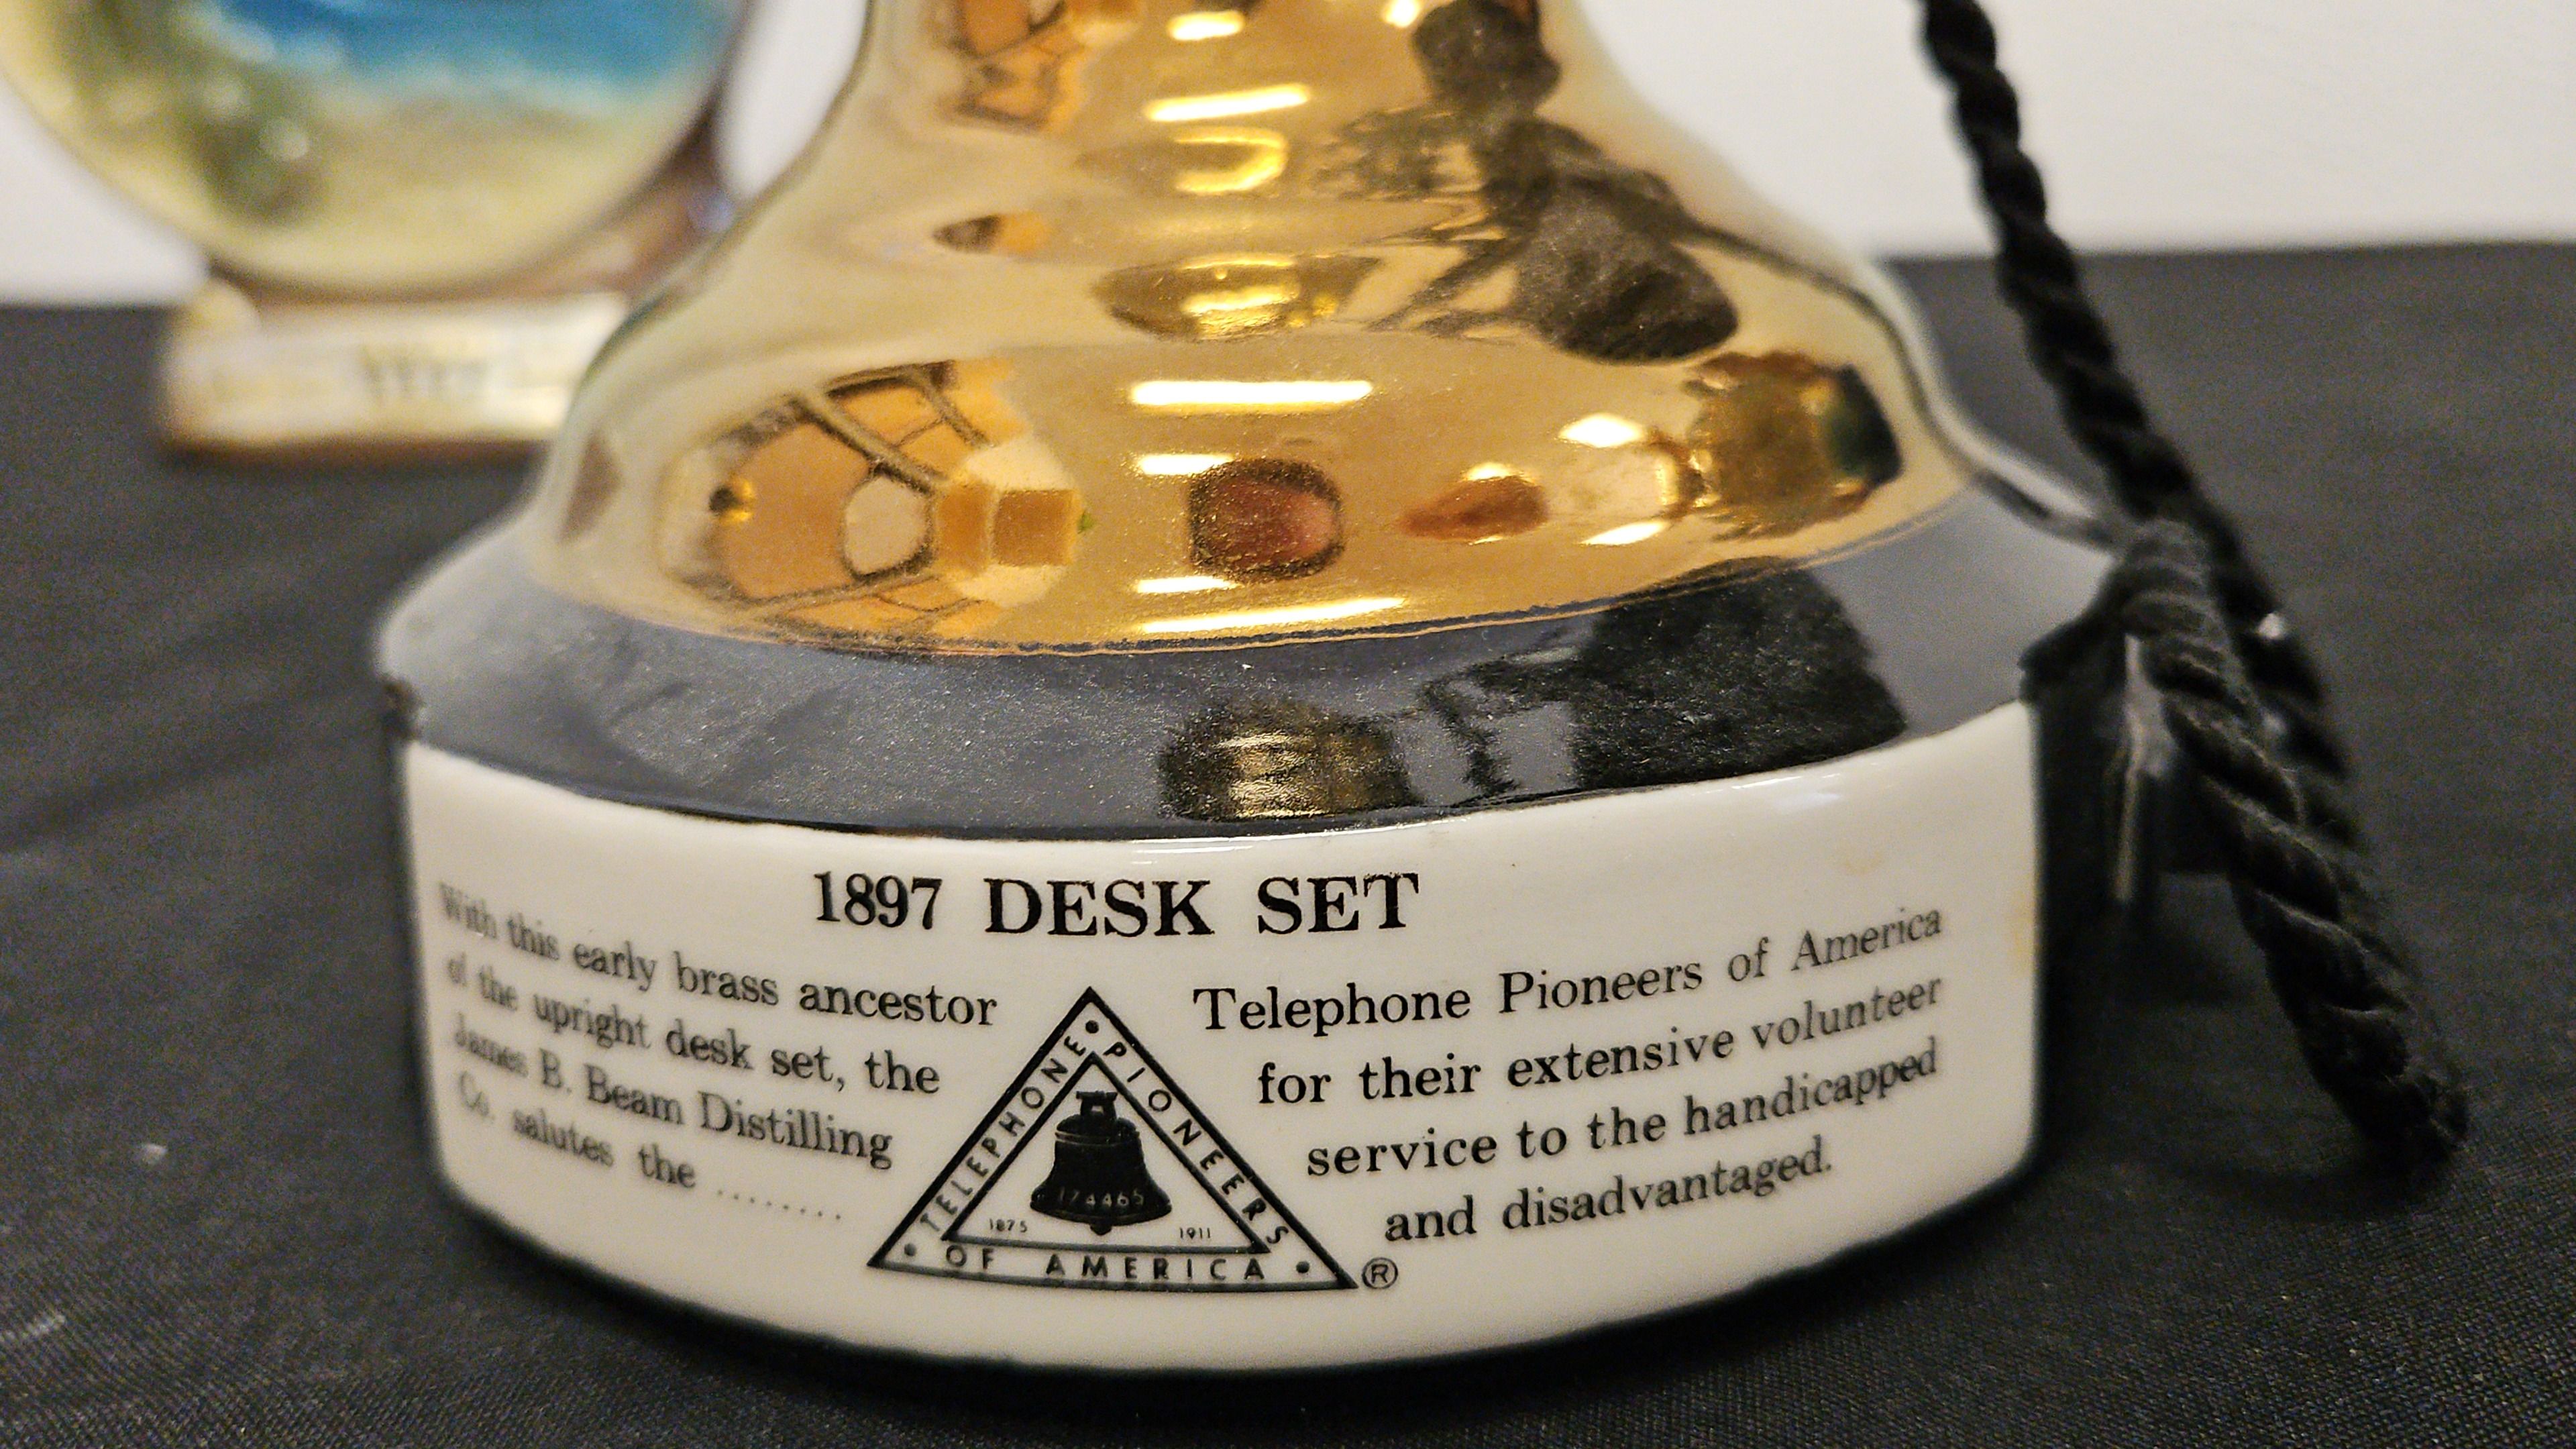 1897 DESK SET
With this early brass ancestor
of the upright desk set, the
James B. Beam Distilling
Co. salutes the ........
TELEPHONE PIONEERS
OF AMERICA ®
174465
1875 1911
Telephone Pioneers of America
for their extensive volunteer
service to the handicapped
and disadvantaged.